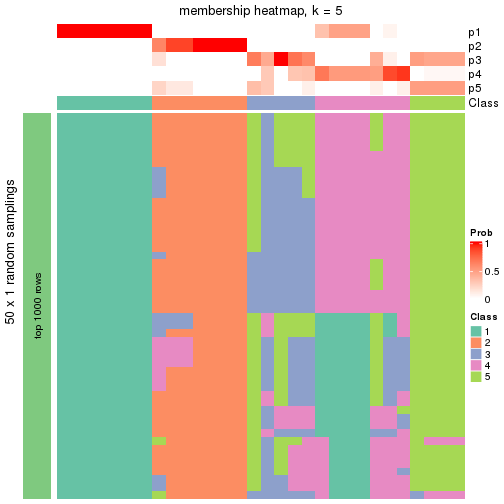 membership heatmap, k = 5
p1
p2
p3
p4
p5
Class
50 x 1 random samplings
top 1000 rows
Prob
1
0.5
0
Class
1
2
3
4
5